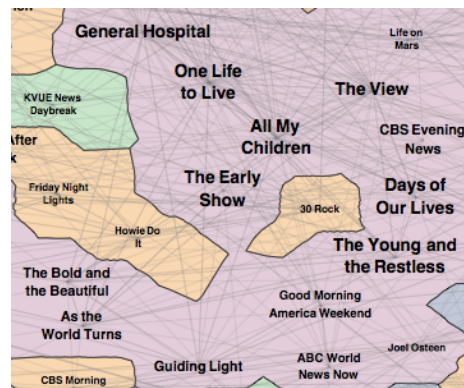 General Hospital
Life on
Mars
One Life
to Live
The View
KVUE News
Daybreak
All My
Children
CBS Evening
News
After
The Early
Show
Friday Night
Lights
Days of
Our Lives
30 Rock
Howie Do
It
The Young and
the Restless
The Bold and
the Beautiful
Good Morning
America Weekend
As the
World Turns
Joel Osteen
Guiding Light
ABC World
News Now
CBS Morning